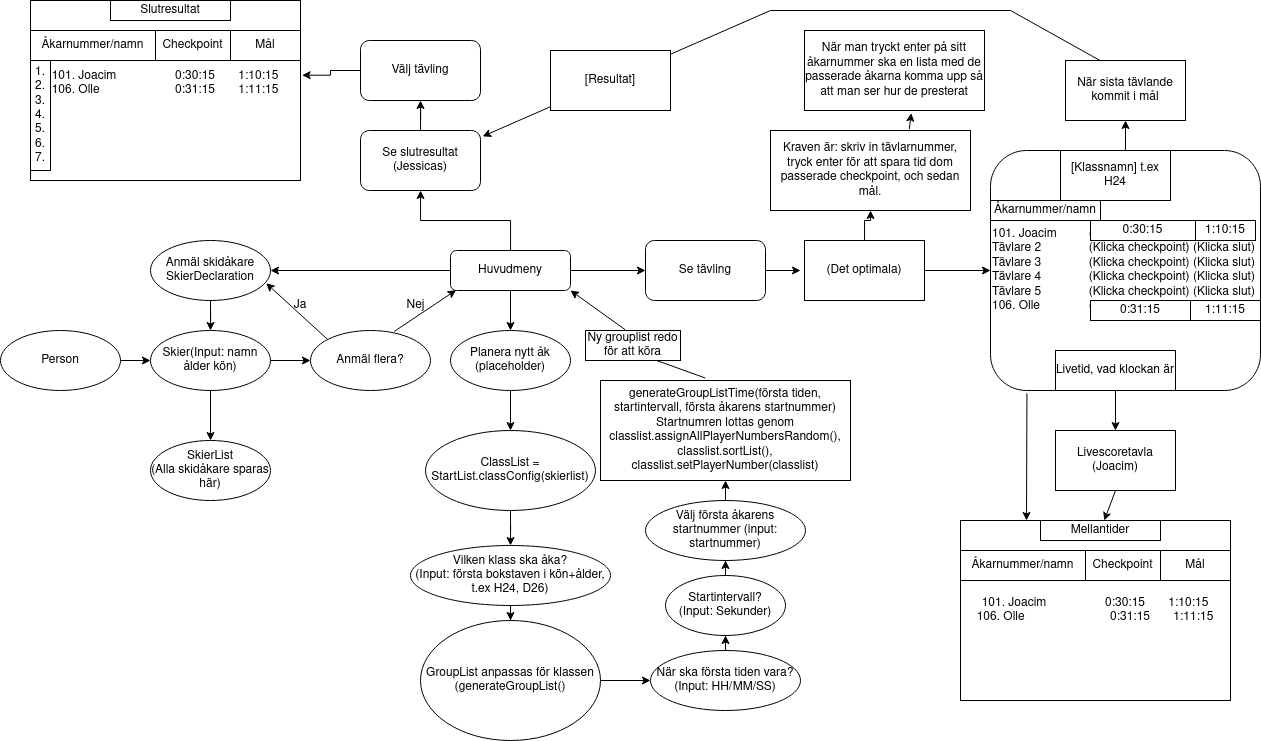 Slutresultat
Åkarnummer/namn
Checkpoint
Mål
1.
2.
3.
4.
5.
6.
7.
101. Joacim
0:30:15
1:10:15
106. Olle
0:31:15
1:11:15
Välj tävling
Se slutresultat
(Jessicas)
[Resultat]
När man tryckt enter på sitt
åkarnummer ska en lista med de
passerade åkarna komma upp så
att man ser hur de presterat
Kraven är: skriv in tävlarnummer,
tryck enter för att spara tid dom
passerade checkpoint, och sedan
mål.
När sista tävlande
kommit i mål
[Klassnamn] t.ex
H24
Åkarnummer/namn
101. Joacim
0:30:15
1:10:15
Tävlare 2
(Klicka checkpoint) (Klicka slut)
Tävlare 3
(Klicka checkpoint) (Klicka slut)
Tävlare 4
(Klicka checkpoint) (Klicka slut)
Tävlare 5
(Klicka checkpoint) (Klicka slut)
106. Olle
0:31:15
1:11:15
Livetid, vad klockan är
Anmäl skidåkare
SkierDeclaration
Huvudmeny
Se tävling
(Det optimala)
Ja
Nej
Person
Skier(Input: namn
ålder kön)
Anmäl flera?
Planera nytt åk
(placeholder)
Ny grouplist redo
för att köra
SkierList
(Alla skidåkare sparas
här)
ClassList =
StartList.classConfig(skierlist)
generateGroupListTime(första tiden,
startintervall, första åkarens startnummer)
Startnumren lottas genom
classlist.assignAllPlayerNumbersRandom(),
classlist.sortList(),
classlist.setPlayerNumber(classlist)
Välj första åkarens
startnummer (input:
startnummer)
Vilken klass ska åka?
(Input: första bokstaven i kön+ålder,
t.ex H24, D26)
Startintervall?
(Input: Sekunder)
GroupList anpassas för klassen
(generateGroupList()
När ska första tiden vara?
(Input: HH/MM/SS)
Livescoretavla
(Joacim)
Mellantider
Åkarnummer/namn
Checkpoint
Mål
101. Joacim
0:30:15
1:10:15
106. Olle
0:31:15
1:11:15